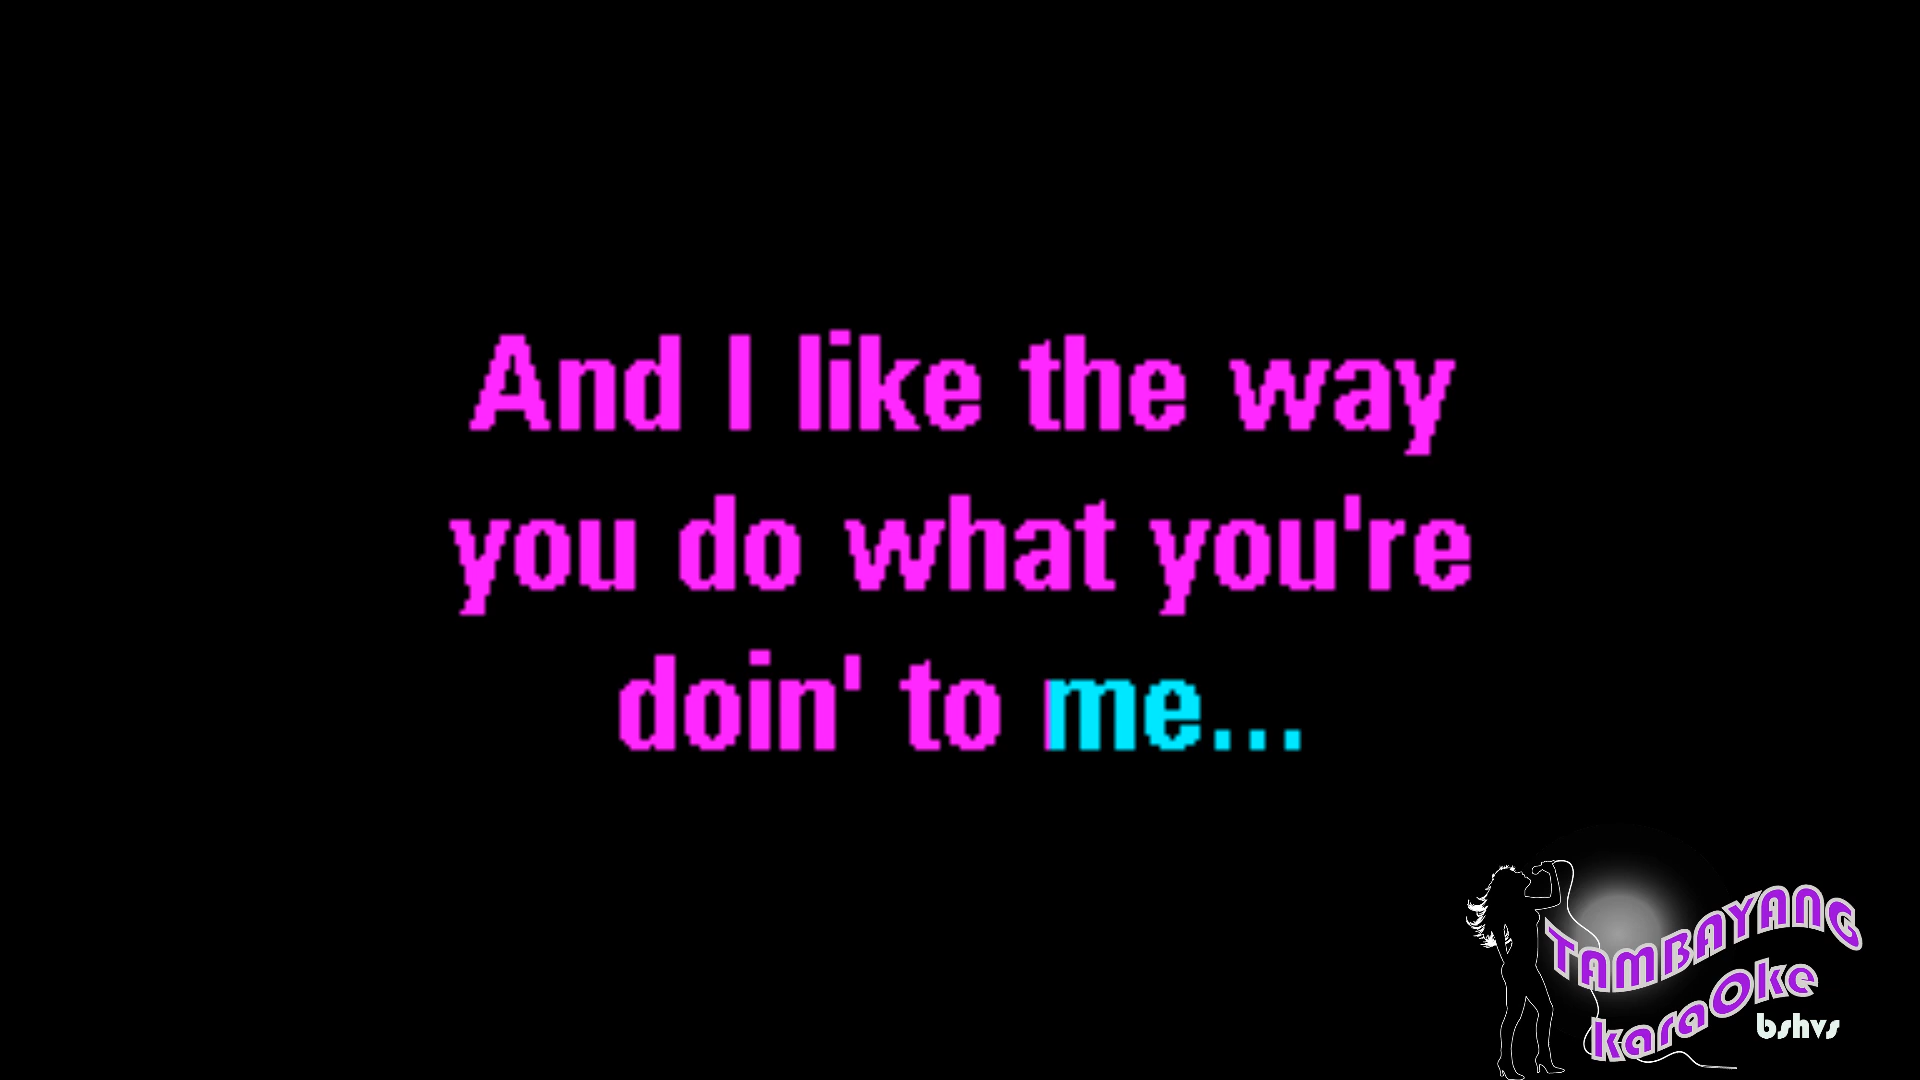 And I like the way
you do what you're
doin' to me...
TAMBAYANG
karaOke
bshvs